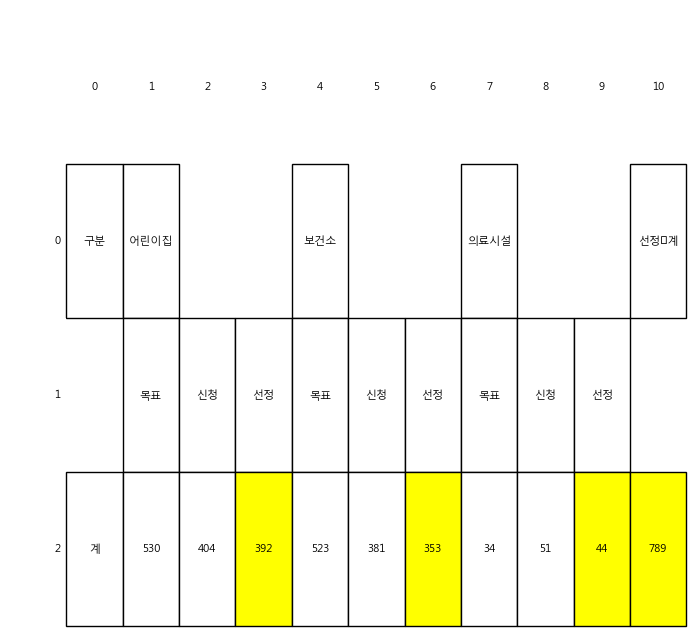 0 1 2 3 4 5 6 7 8 9 10
0 구분 어린이집 보건소 의료시설 선정▯계
1 목표 신청 선정 목표 신청 선정 목표 신청 선정
2 계 530 404 392 523 381 353 34 51 44 789